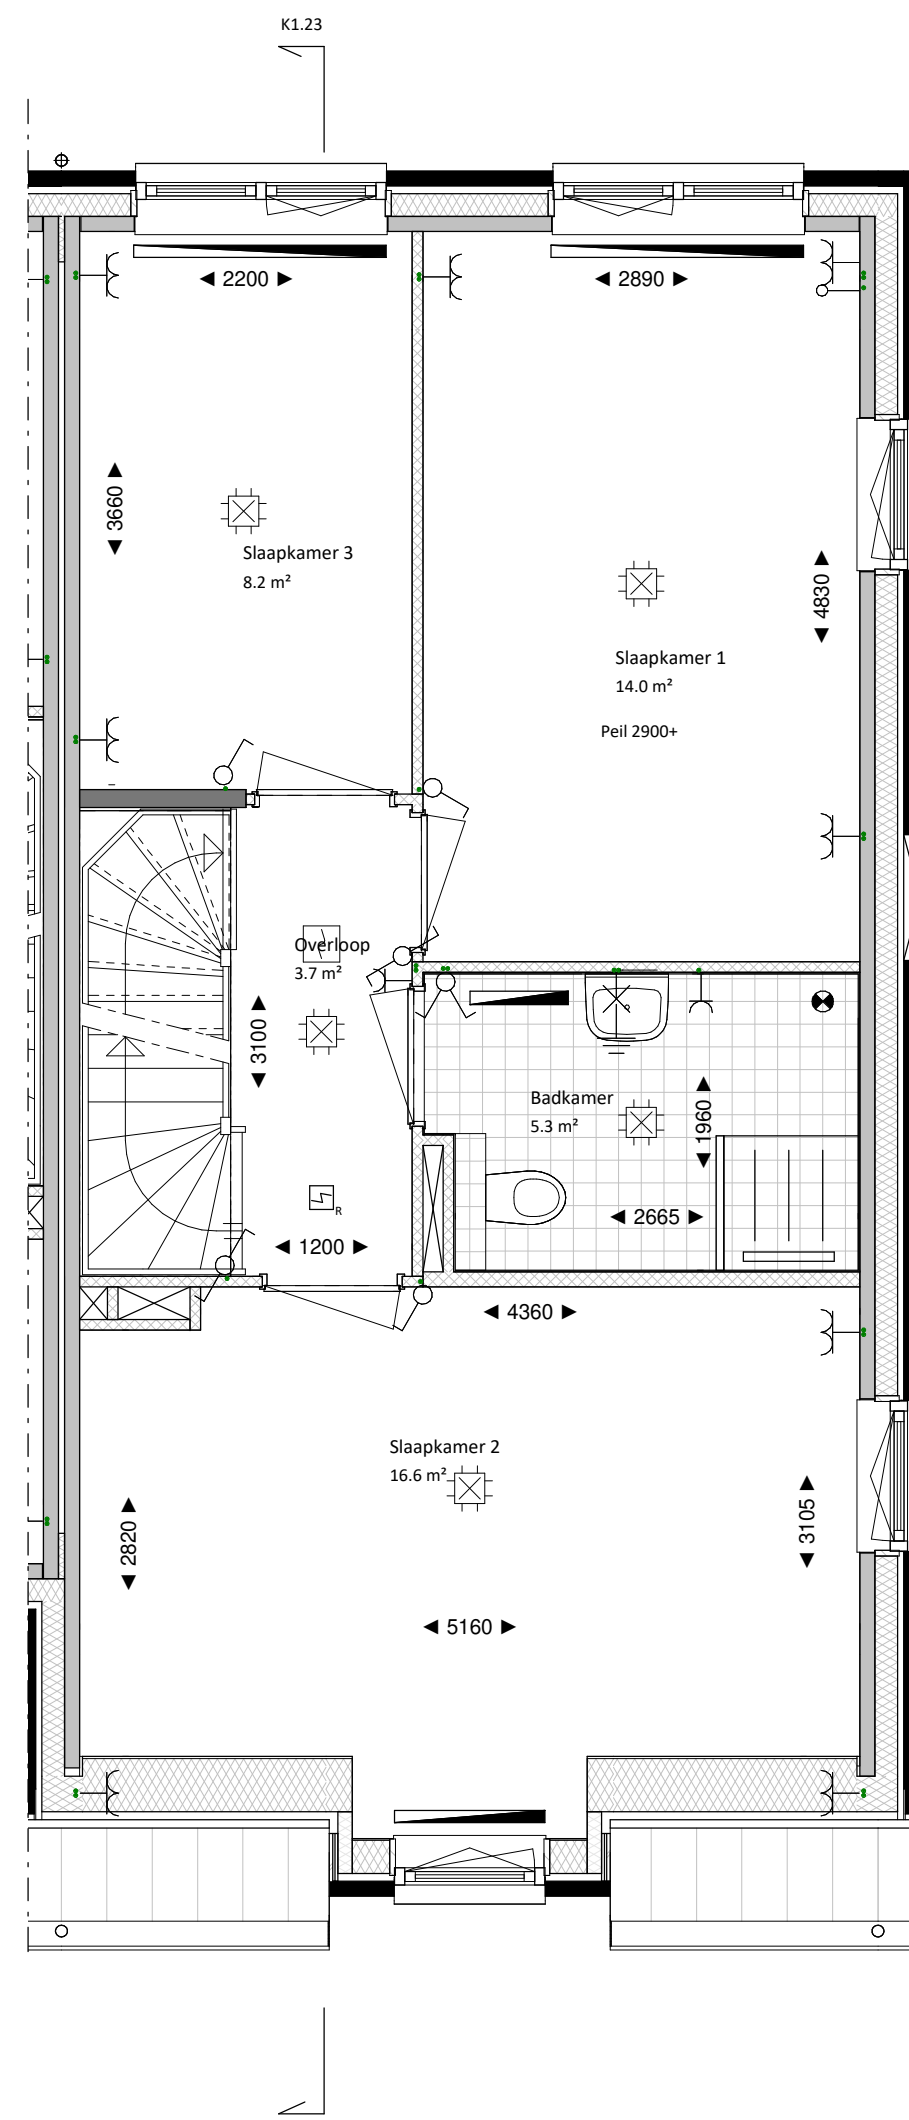 K1.23
2200
2890
3660
Slaapkamer 3
8.2 m²
4830
Slaapkamer 1
14.0 m²
Peil 2900+
Overloop
3.7 m²
3100
Badkamer
5.3 m²
1960
R
2665
1200
4360
Slaapkamer 2
16.6 m²
2820
3105
5160